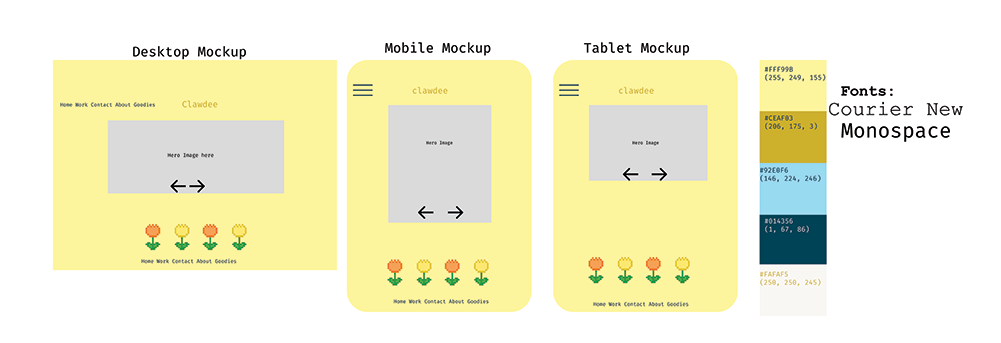 Desktop Mockup
Home Work Contact About Goodies
Clawdee
Hero Image here
Home Work Contact About Goodies
Mobile Mockup
clawdee
Hero Image
Home Work Contact About Goodies
Tablet Mockup
clawdee
Hero Image
Home Work Contact About Goodies
#FFF99B
(255, 249, 155)
#CEAF03
(206, 175, 3)
#92E0F6
(146, 224, 246)
#014356
(1, 67, 86)
#FAFAF5
(250, 250, 245)
Fonts:
Courier New
Monospace